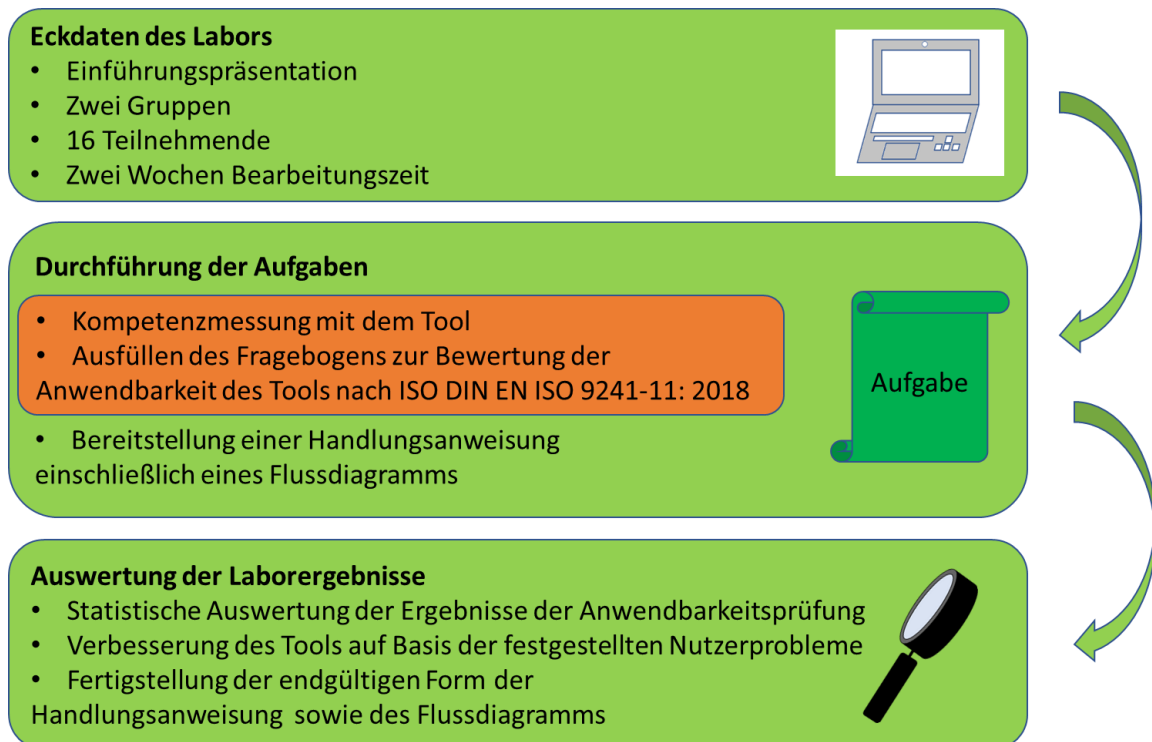 Eckdaten des Labors
• Einführungspräsentation
• Zwei Gruppen
• 16 Teilnehmende
• Zwei Wochen Bearbeitungszeit
Durchführung der Aufgaben
• Kompetenzmessung mit dem Tool
• Ausfüllen des Fragebogens zur Bewertung der
Anwendbarkeit des Tools nach ISO DIN EN ISO 9241-11: 2018
• Bereitstellung einer Handlungsanweisung
einschließlich eines Flussdiagramms
Aufgabe
Auswertung der Laborergebnisse
• Statistische Auswertung der Ergebnisse der Anwendbarkeitsprüfung
• Verbesserung des Tools auf Basis der festgestellten Nutzerprobleme
• Fertigstellung der endgültigen Form der
Handlungsanweisung sowie des Flussdiagramms